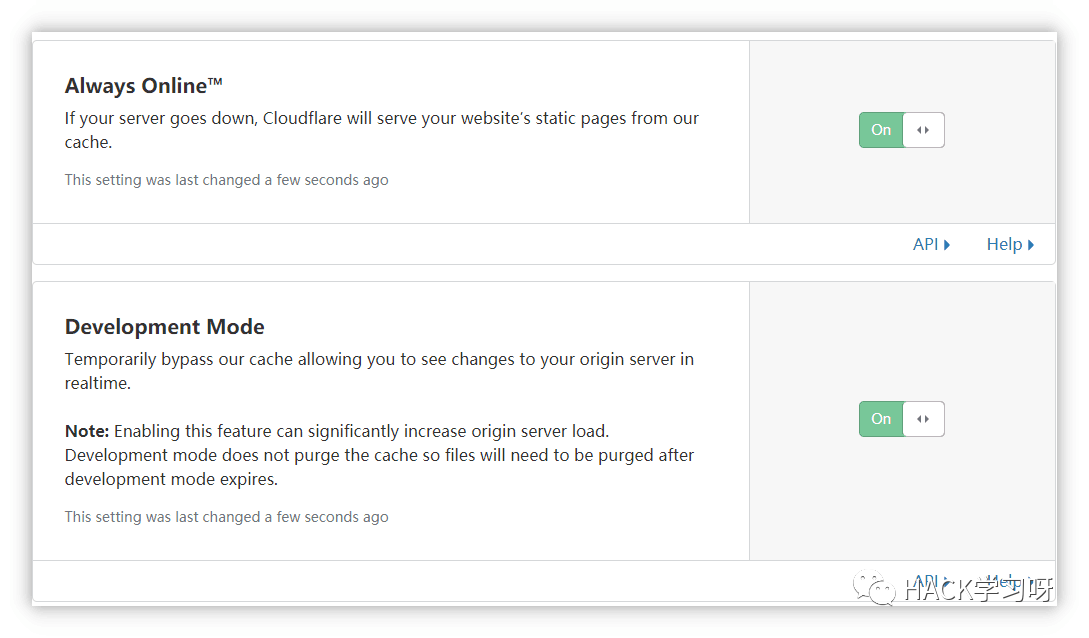 Always Online™
If your server goes down, Cloudflare will serve your website's static pages from our
cache.
This setting was last changed a few seconds ago
On
API
Help
Development Mode
Temporarily bypass our cache allowing you to see changes to your origin server in
realtime.
Note: Enabling this feature can significantly increase origin server load.
Development mode does not purge the cache so files will need to be purged after
development mode expires.
This setting was last changed a few seconds ago
On
API
Help
HACK学习呀